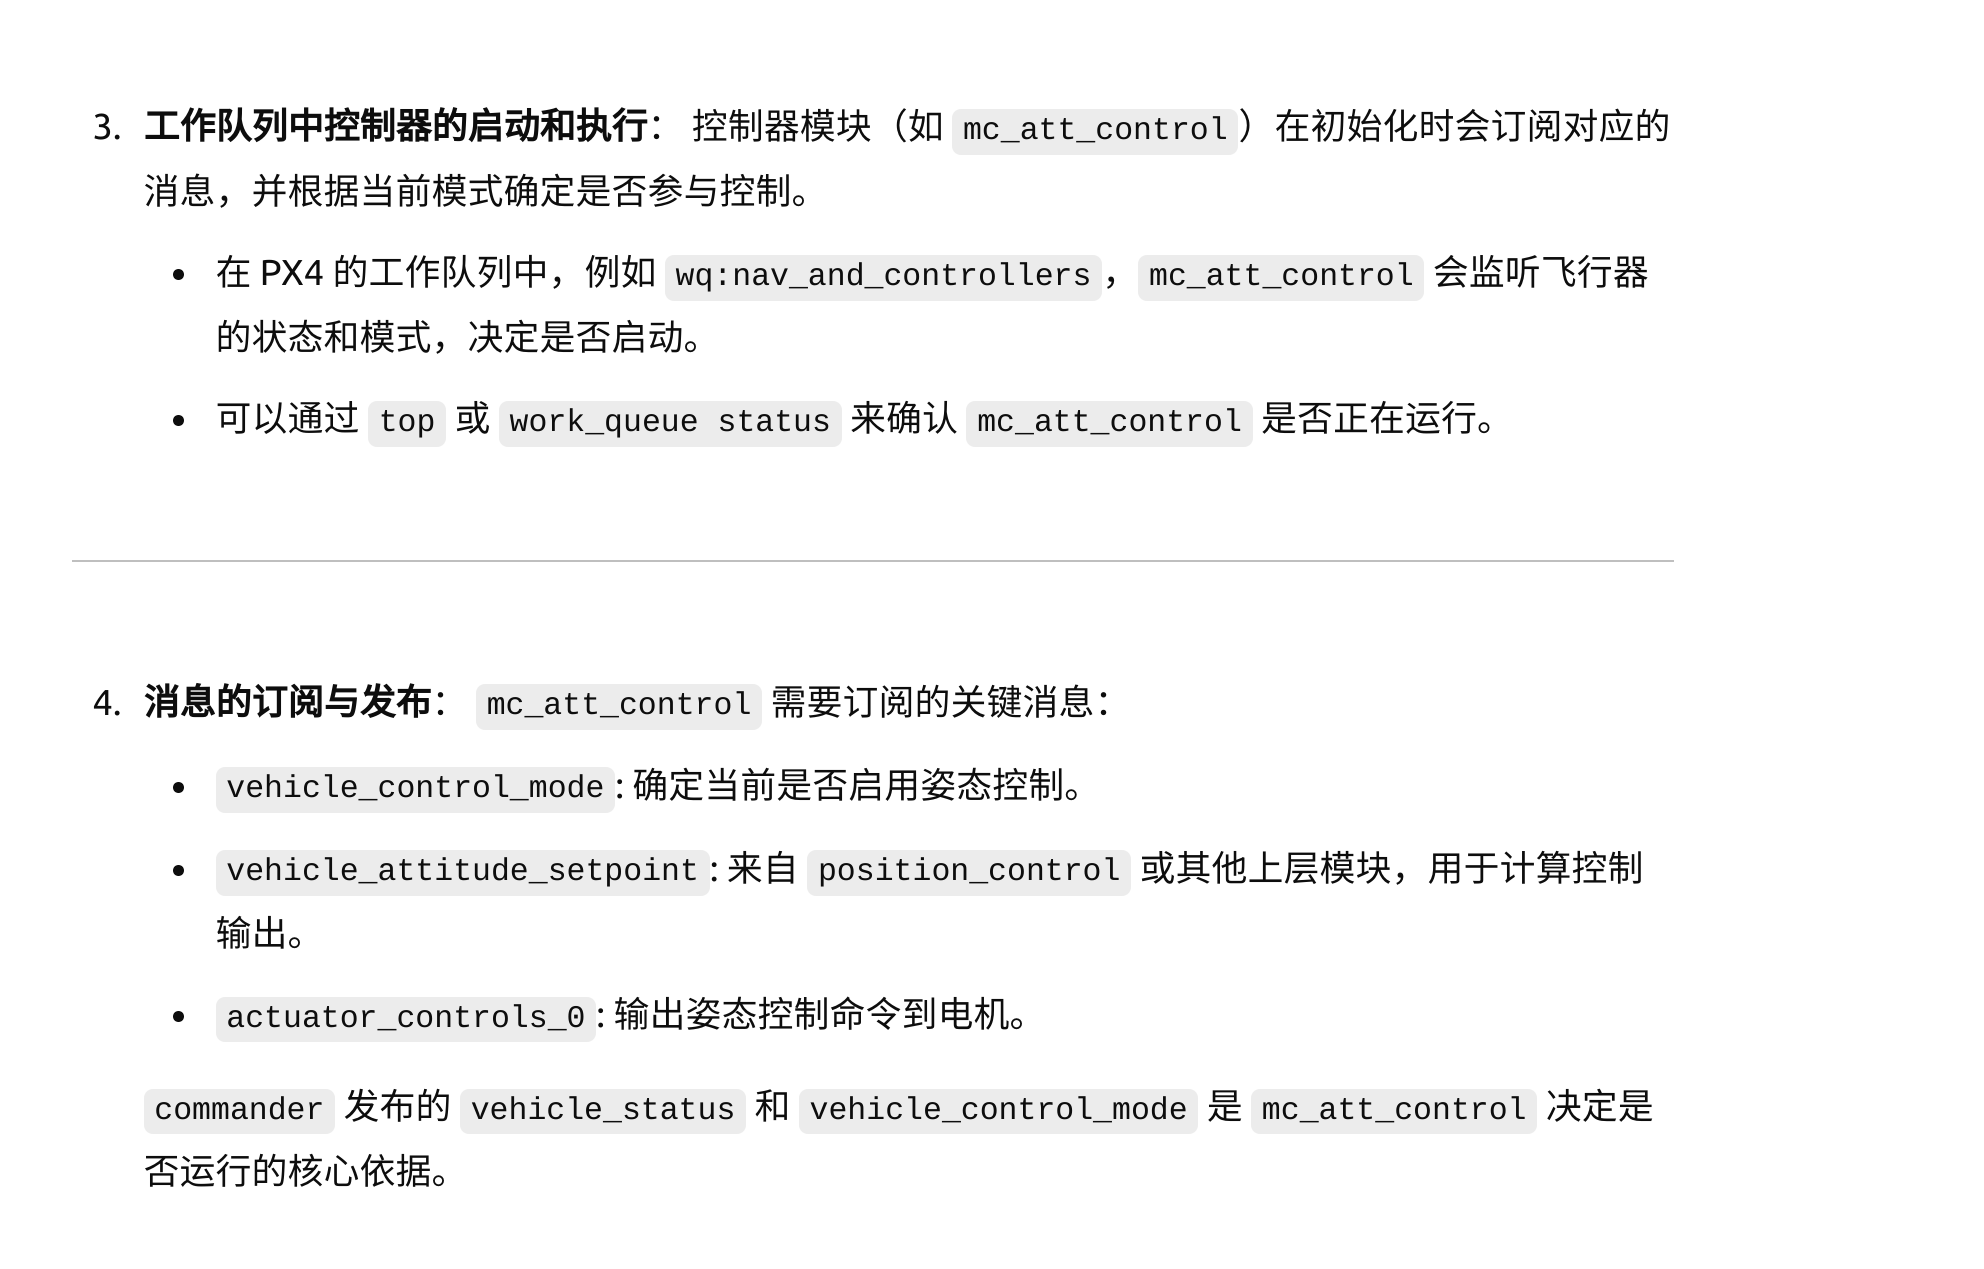 3. 工作队列中控制器的启动和执行： 控制器模块（如 mc_att_control）在初始化时会订阅对应的
消息，并根据当前模式确定是否参与控制。
• 在 PX4 的工作队列中，例如 wq:nav_and_controllers，mc_att_control 会监听飞行器
的状态和模式，决定是否启动。
• 可以通过 top 或 work_queue status 来确认 mc_att_control 是否正在运行。
4. 消息的订阅与发布： mc_att_control 需要订阅的关键消息：
• vehicle_control_mode: 确定当前是否启用姿态控制。
• vehicle_attitude_setpoint: 来自 position_control 或其他上层模块，用于计算控制
输出。
• actuator_controls_0: 输出姿态控制命令到电机。
commander 发布的 vehicle_status 和 vehicle_control_mode 是 mc_att_control 决定是
否运行的核心依据。